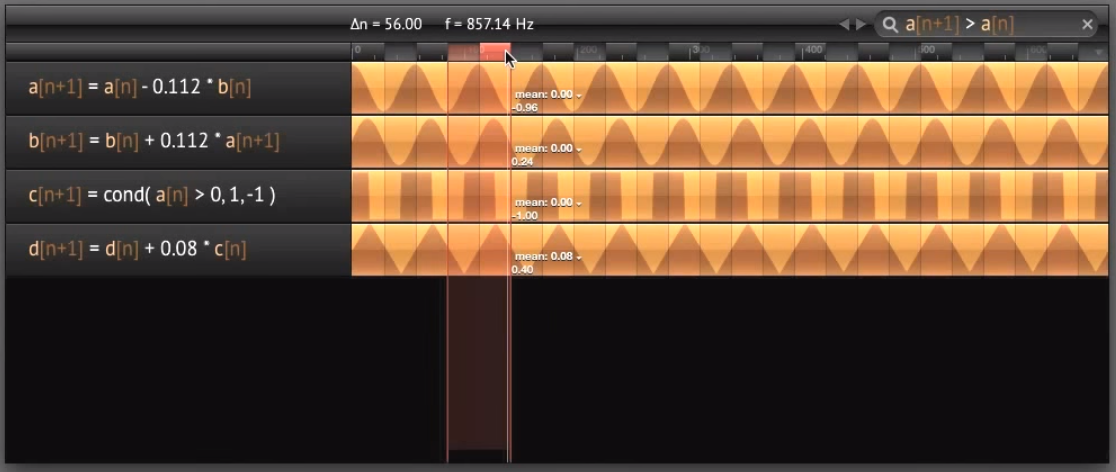 Δn = 56.00 f = 857.14 Hz
a[n+1] > a[n] ×
0 100 200 300 400 500 600
a[n+1] = a[n] - 0.112 * b[n]
mean: 0.00
-0.96
b[n+1] = b[n] + 0.112 * a[n+1]
mean: 0.00
0.24
c[n+1] = cond( a[n] > 0, 1, -1 )
mean: 0.00
-1.00
d[n+1] = d[n] + 0.08 * c[n]
mean: 0.08
0.40